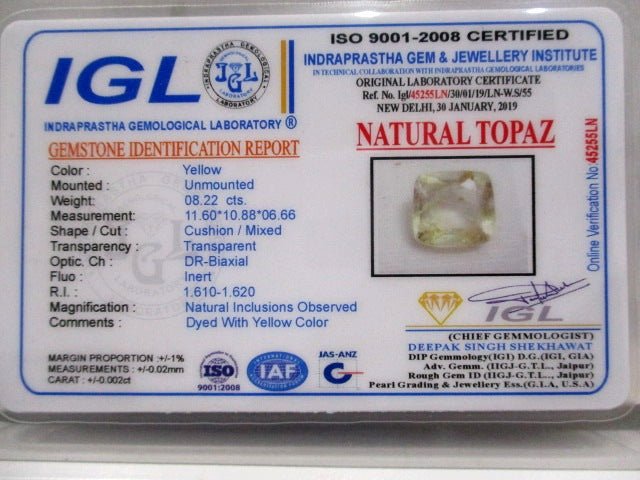 IGL
INDRAPRASTHA GEMOLOGICAL LABORATORY
JGL
INDRAPRASTHA GEMOLOGICAL LABORATORY ®
GEMSTONE IDENTIFICATION REPORT
Color : Yellow
Mounted : Unmounted
Weight: 08.22 cts.
Measurement : 11.60*10.88*06.66
Shape / Cut : Cushion / Mixed
Transparency : Transparent
Optic. Ch : DR-Biaxial
Fluo : Inert
R.I. : 1.610-1.620
Magnification : Natural Inclusions Observed
Comments : Dyed With Yellow Color
MARGIN PROPORTION :+/-1%
MEASUREMENTS : +/-0.02mm
CARAT : +/-0.002ct
ISO
9001:2008
INTERNATIONAL
IAF
JAS-ANZ
ISO 9001-2008 CERTIFIED
INDRAPRASTHA GEM & JEWELLERY INSTITUTE
IN TECHNICAL COLLABORATION WITH INDRAPRASTHA GEMOLOGICAL LABORATORIES
ORIGINAL LABORATORY CERTIFICATE
Ref. No. Igl/45255LN/30/01/19/LN-W.S/55
NEW DELHI, 30 JANUARY, 2019
NATURAL TOPAZ
Online Verification No.45255LN
IGL
(CHIEF GEMMOLOGIST)
DEEPAK SINGH SHEKHAWAT
DIP Gemmology(IGI) D.G.(IGI, GIA)
Adv. Gemm. (IIGJ-G.T.L., Jaipur)
Rough Gem ID (IIGJ-G.T.L., Jaipur)
Pearl Grading & Jewellery Ess.(G.I.A, U.S.A)